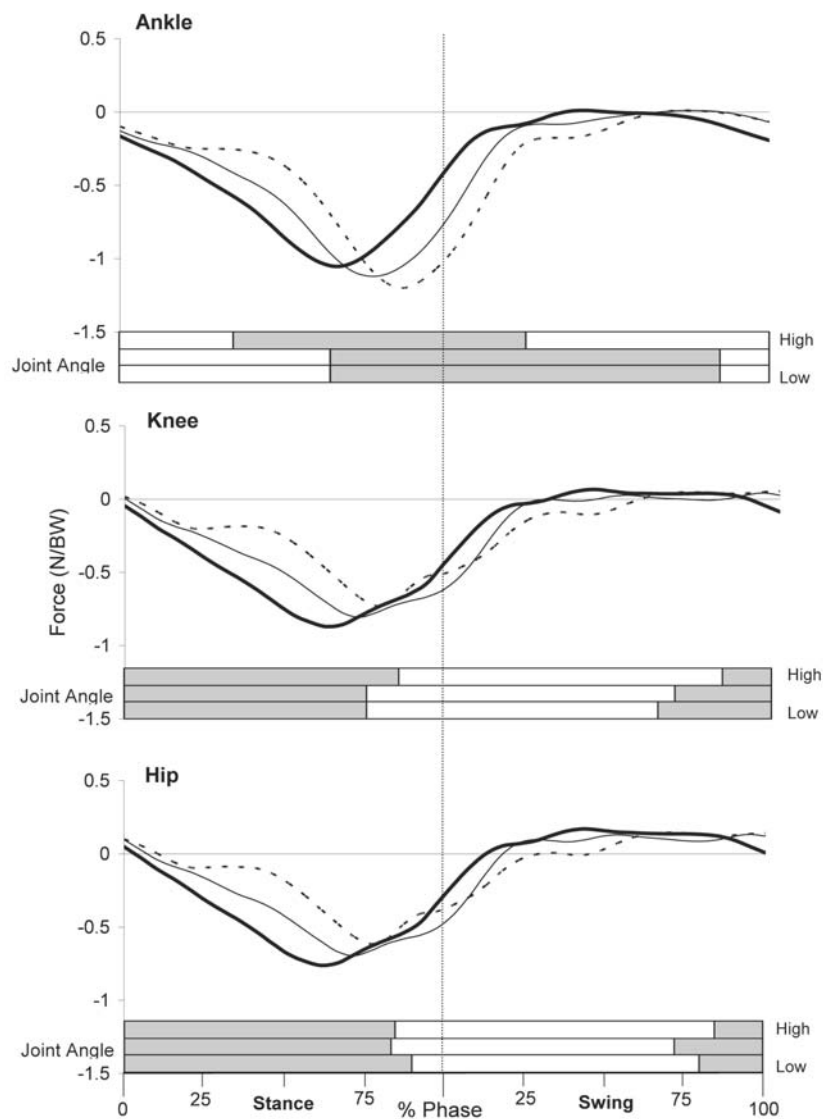 Ankle
0.5
0
-0.5
-1
-1.5
High
Joint Angle
Low
Knee
0.5
0
-0.5
-1
Force (N/BW)
High
Joint Angle
-1.5
Low
Hip
0.5
0
-0.5
-1
High
Joint Angle
Low
-1.5
0 25 Stance 75 % Phase 25 Swing 75 100